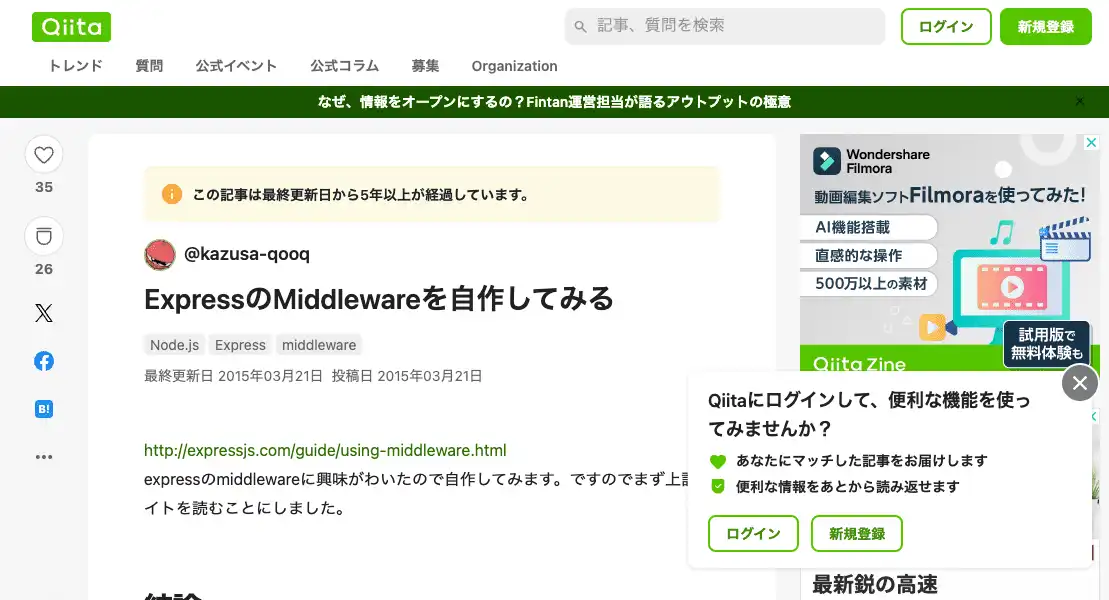 Qiita
記事、質問を検索
ログイン
新規登録
トレンド
質問
公式イベント
公式コラム
募集
Organization
なぜ、情報をオープンにするの？Fintan運営担当が語るアウトプットの極意
35
26
B!
この記事は最終更新日から5年以上が経過しています。
@kazusa-qooq
ExpressのMiddlewareを自作してみる
Node.js
Express
middleware
最終更新日 2015年03月21日 投稿日 2015年03月21日
http://expressjs.com/guide/using-middleware.html
expressのmiddlewareに興味がわいたので自作してみます。ですのでまず上記
イトを読むことにしました。
結論
Wondershare
Filmora
動画編集ソフトFilmoraを使ってみた!
AI機能搭載
直感的な操作
500万以上の素材
試用版で
無料体験も
Qiita Zine
Qiitaにログインして、便利な機能を使っ
てみませんか？
あなたにマッチした記事をお届けします
便利な情報をあとから読み返せます
ログイン
新規登録
最新鋭の高速